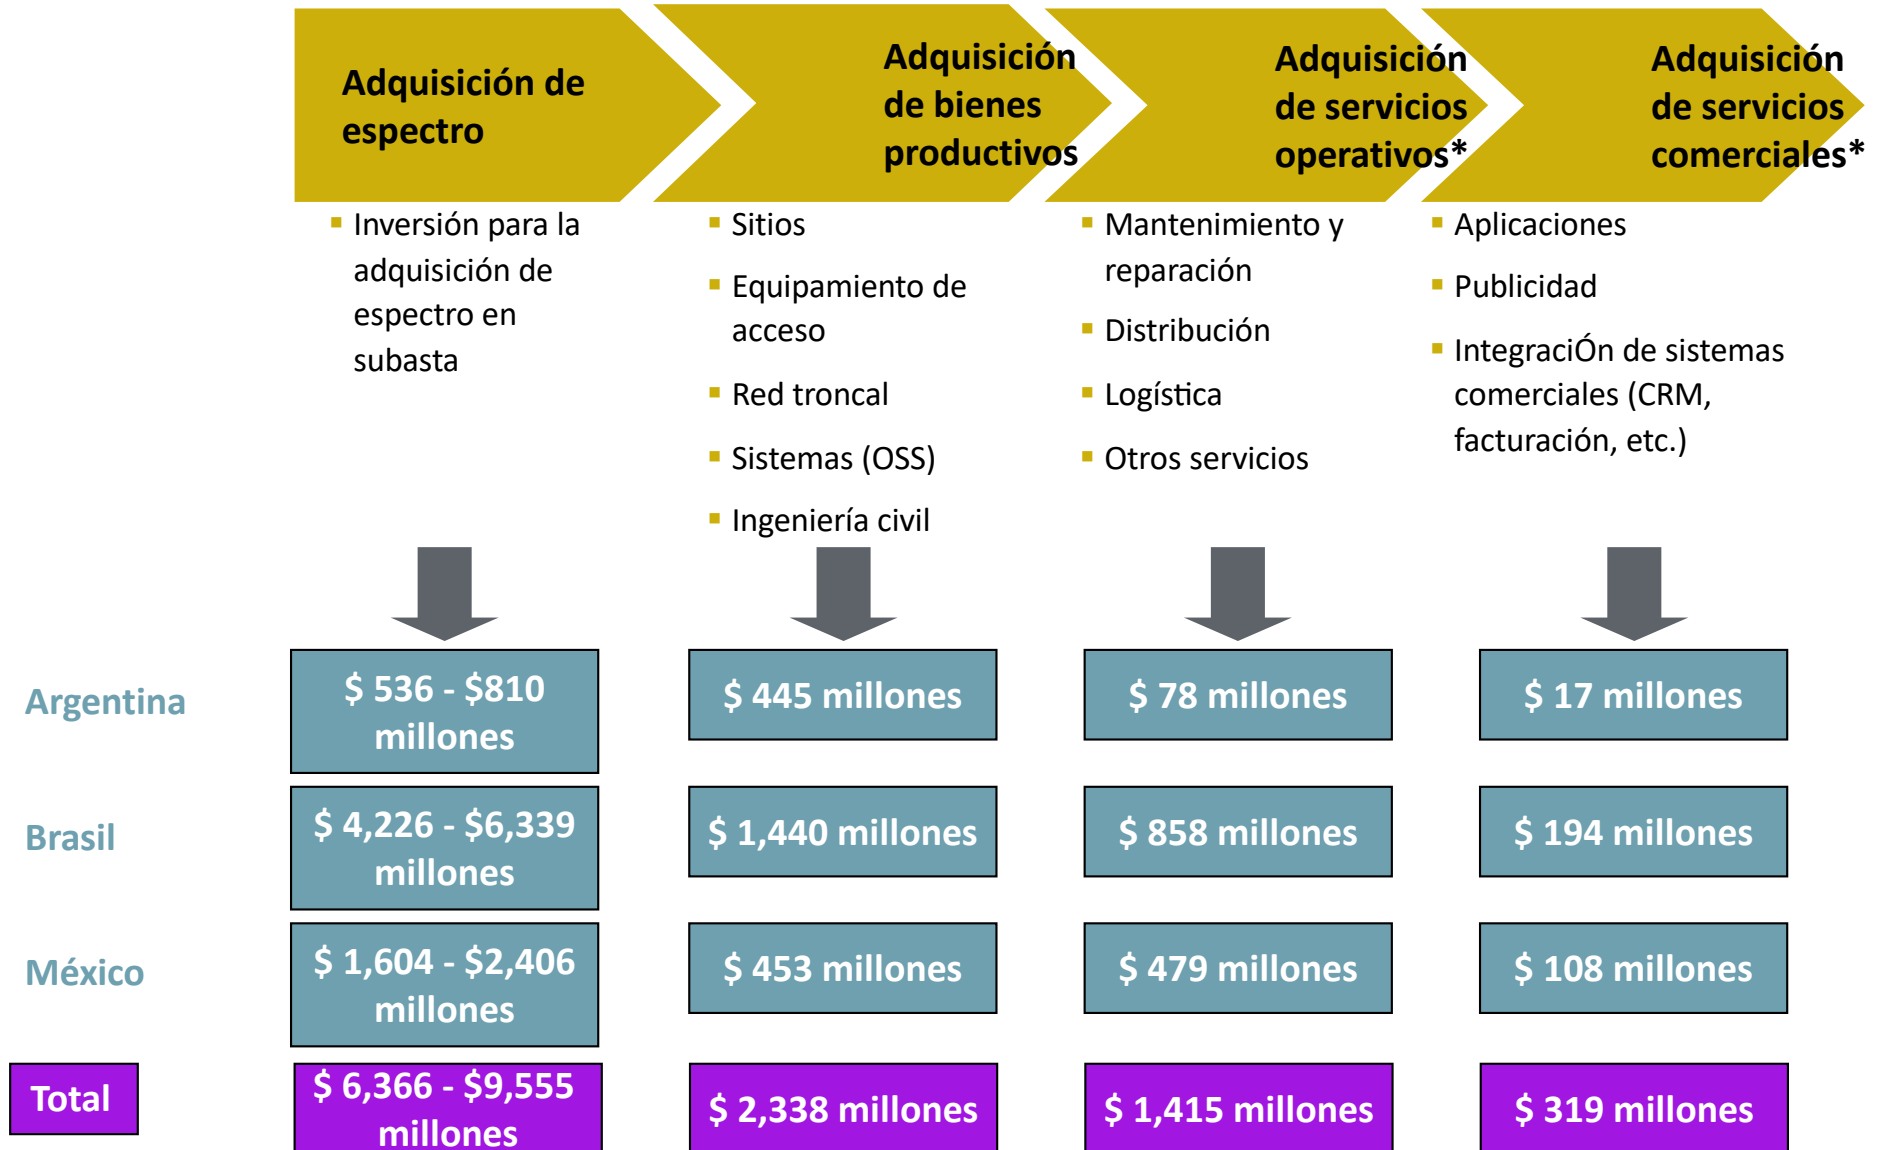 Adquisición de
espectro
Adquisición
de bienes
productivos
Adquisición
de servicios
operativos*
Adquisición
de servicios
comerciales*
▪ Inversión para la
adquisición de
espectro en
subasta
▪ Sitios
▪ Equipamiento de
acceso
▪ Red troncal
▪ Sistemas (OSS)
▪ Ingeniería civil
▪ Mantenimiento y
reparación
▪ Distribución
▪ Logística
▪ Otros servicios
▪ Aplicaciones
▪ Publicidad
▪ IntegraciÓn de sistemas
comerciales (CRM,
facturación, etc.)
Argentina
$ 536 - $810
millones
$ 445 millones
$ 78 millones
$ 17 millones
Brasil
$ 4,226 - $6,339
millones
$ 1,440 millones
$ 858 millones
$ 194 millones
México
$ 1,604 - $2,406
millones
$ 453 millones
$ 479 millones
$ 108 millones
Total
$ 6,366 - $9,555
millones
$ 2,338 millones
$ 1,415 millones
$ 319 millones